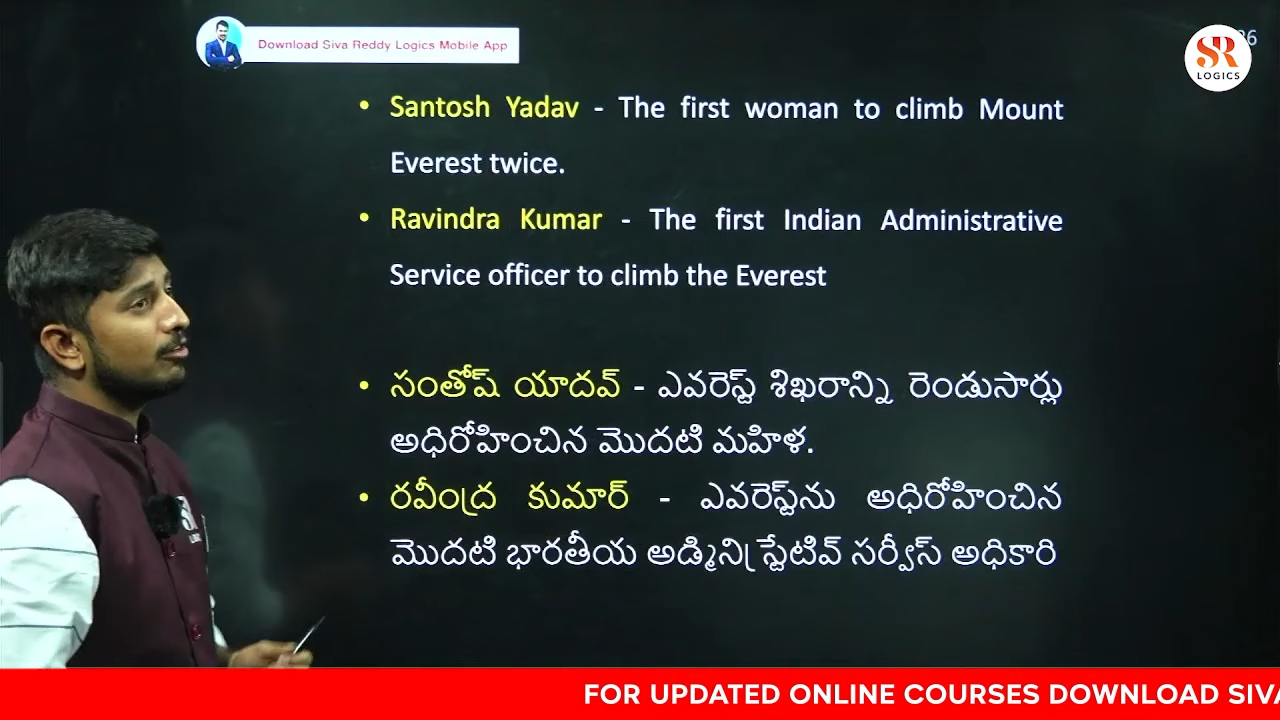 Download Siva Reddy Logics Mobile App
SR
LOGICS
• Santosh Yadav - The first woman to climb Mount
Everest twice.
• Ravindra Kumar - The first Indian Administrative
Service officer to climb the Everest
• సంతోష్ యాదవ్ - ఎవరెస్ట్ శిఖరాన్ని రెండుసార్లు
అధిరోహించిన మొదటి మహిళ.
• రవీంద్ర కుమార్ - ఎవరెస్ట్‌ను అధిరోహించిన
మొదటి భారతీయ అడ్మినిస్ట్రేటివ్ సర్వీస్ అధికారి
FOR UPDATED ONLINE COURSES DOWNLOAD SIVA